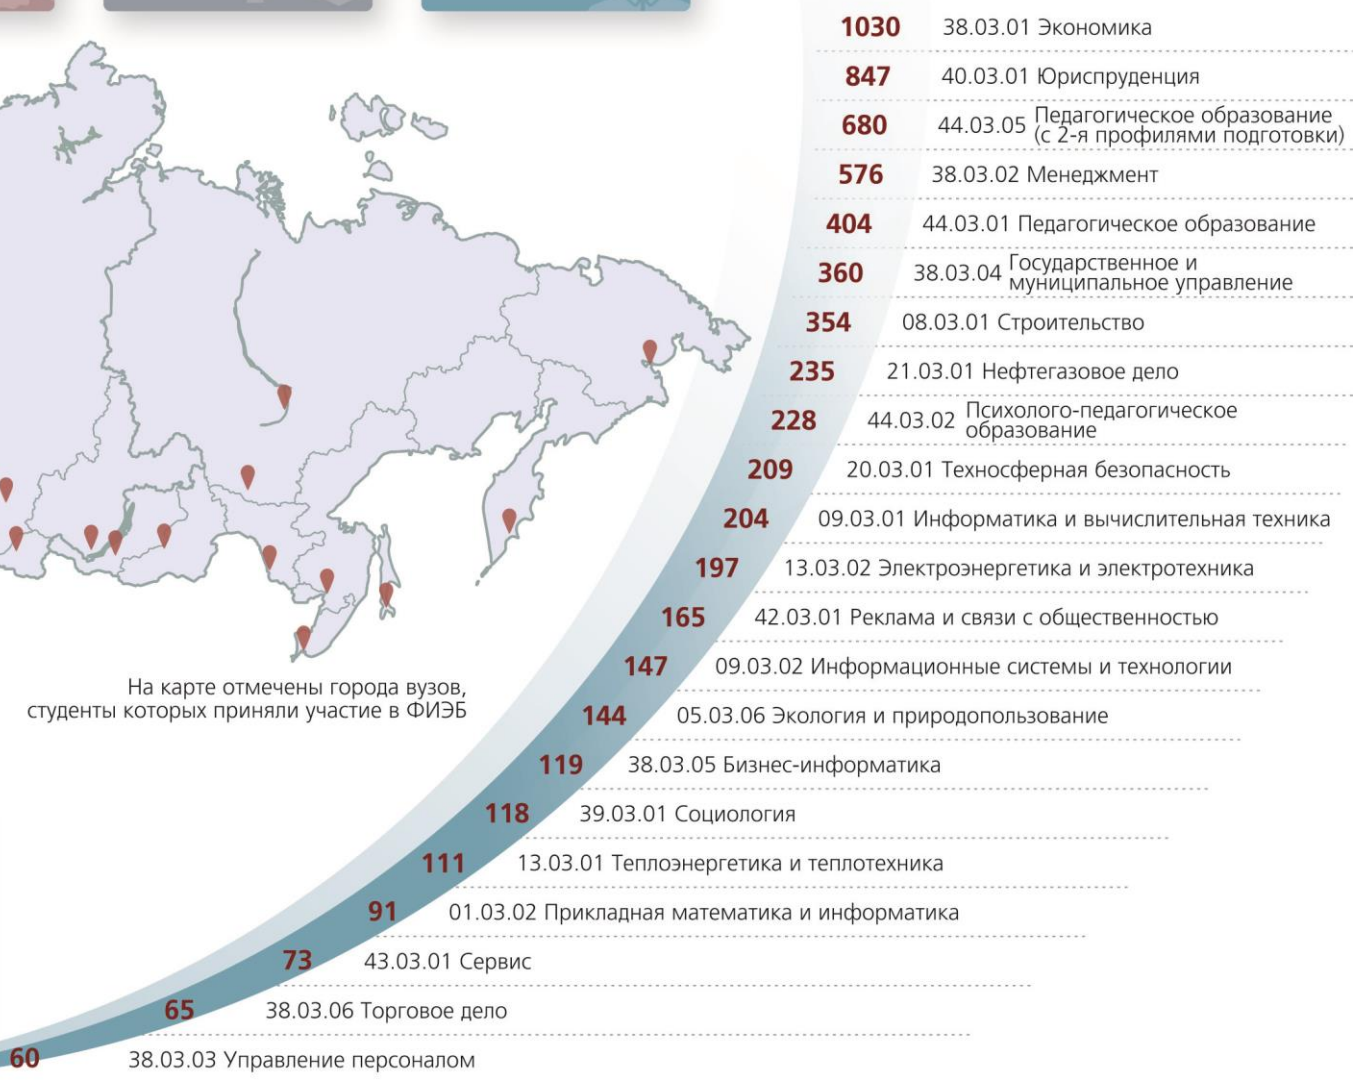 1030 38.03.01 Экономика
847 40.03.01 Юриспруденция
680 44.03.05 Педагогическое образование
(с 2-я профилями подготовки)
576 38.03.02 Менеджмент
404 44.03.01 Педагогическое образование
360 38.03.04 Государственное и
муниципальное управление
354 08.03.01 Строительство
235 21.03.01 Нефтегазовое дело
228 44.03.02 Психолого-педагогическое
образование
209 20.03.01 Техносферная безопасность
204 09.03.01 Информатика и вычислительная техника
197 13.03.02 Электроэнергетика и электротехника
165 42.03.01 Реклама и связи с общественностью
147 09.03.02 Информационные системы и технологии
144 05.03.06 Экология и природопользование
119 38.03.05 Бизнес-информатика
118 39.03.01 Социология
111 13.03.01 Теплоэнергетика и теплотехника
91 01.03.02 Прикладная математика и информатика
73 43.03.01 Сервис
65 38.03.06 Торговое дело
60 38.03.03 Управление персоналом
На карте отмечены города вузов,
студенты которых приняли участие в ФИЭБ